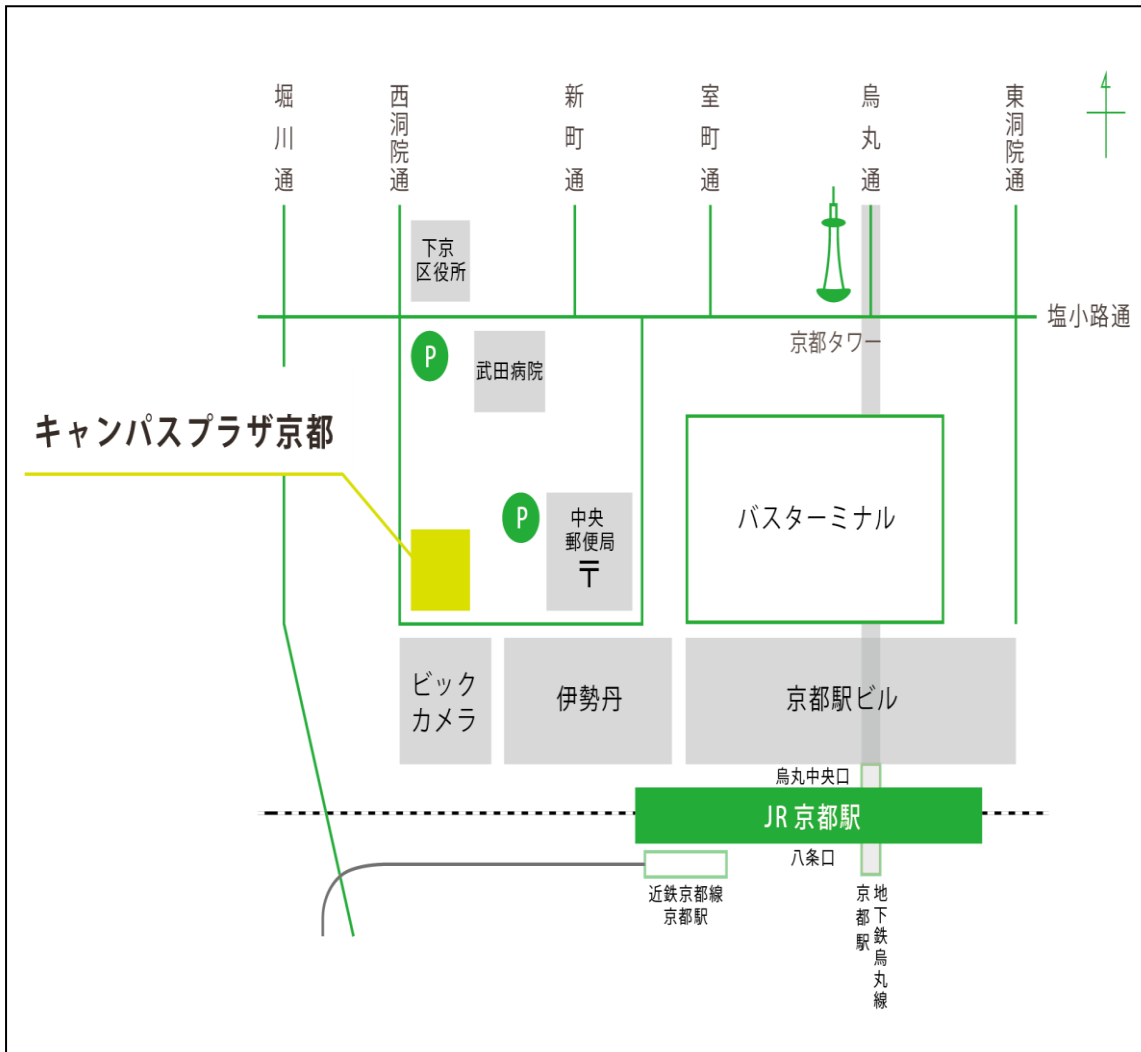 堀川通
西洞院通
新町通
室町通
烏丸通
東洞院通
4
下京
区役所
塩小路通
京都タワー
P
武田病院
キャンパスプラザ京都
P
中央
郵便局
〒
バスターミナル
ビック
カメラ
伊勢丹
京都駅ビル
烏丸中央口
JR 京都駅
八条口
近鉄京都線
京都駅
地下鉄烏丸線
京都駅